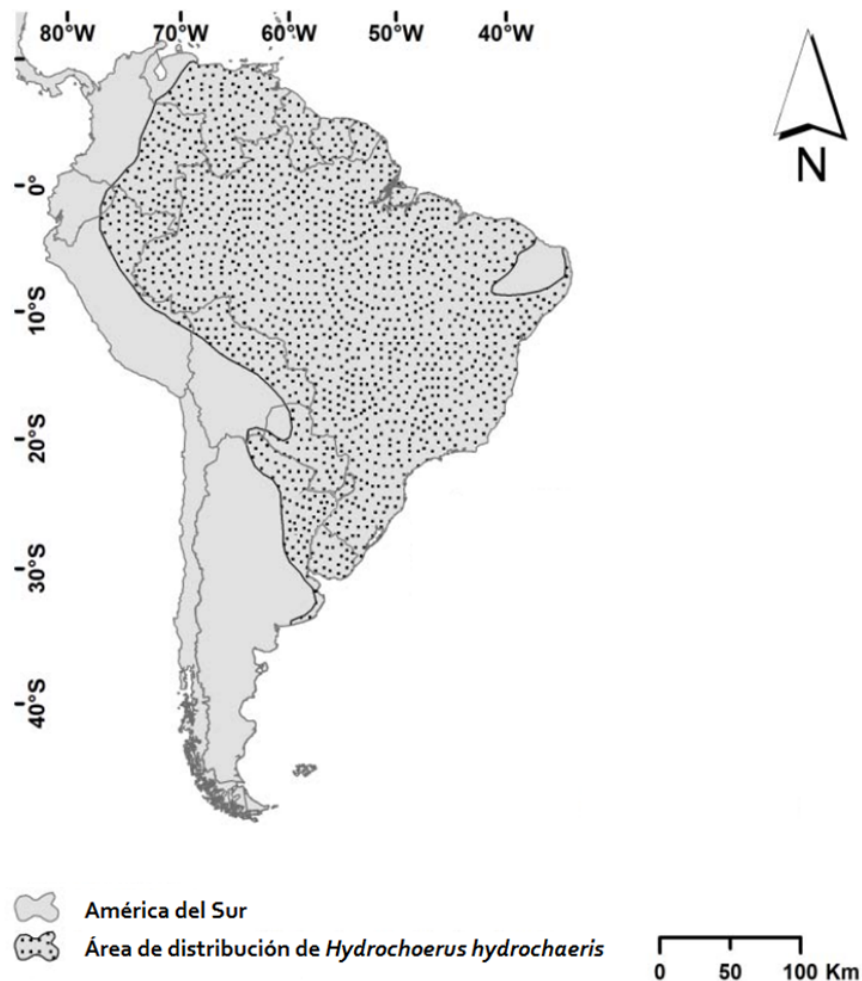 80°W 70°W 60°W 50°W 40°W
N
0°
10°S
20°S
30°S
40°S
América del Sur
Área de distribución de Hydrochoerus hydrochaeris
0 50 100 Km